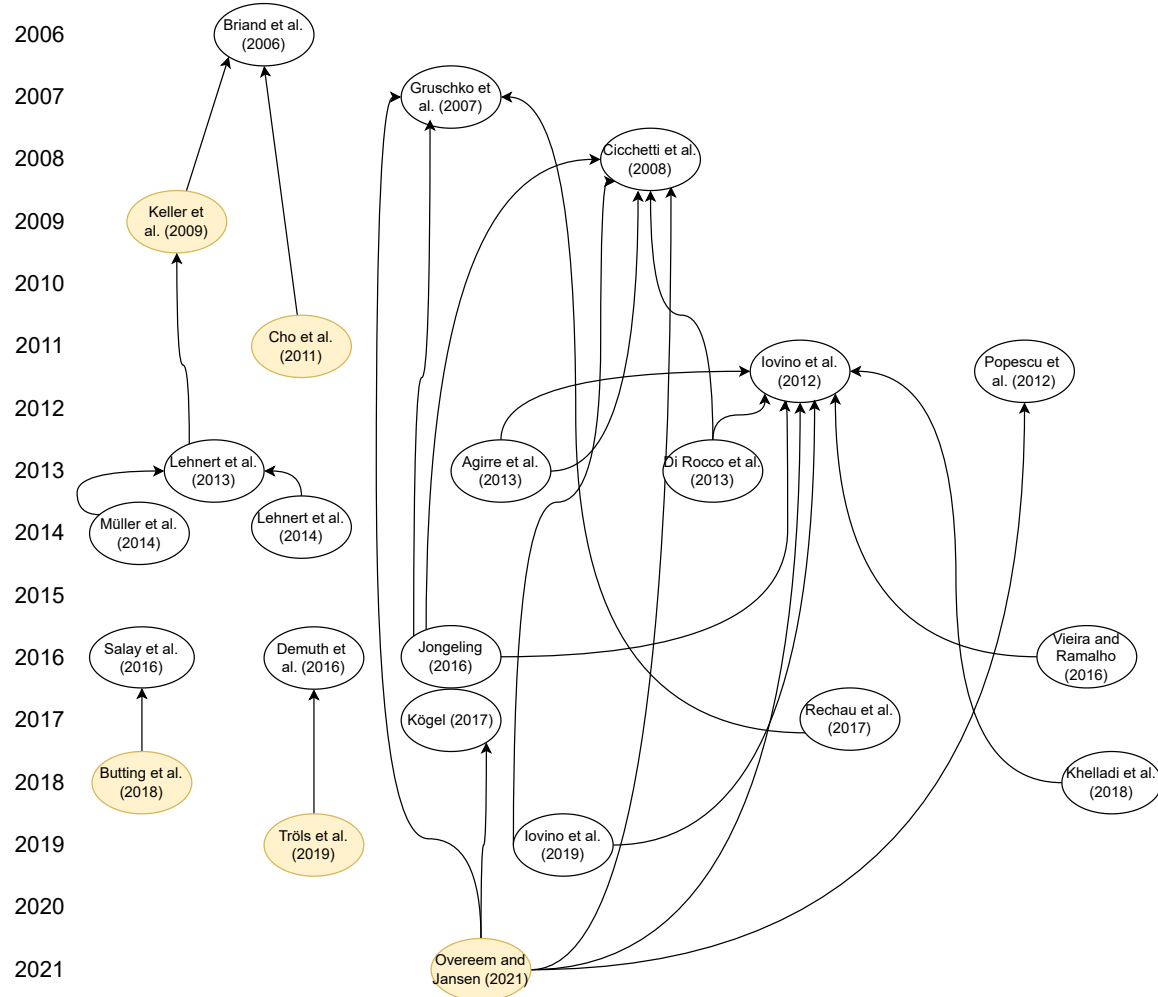 2006
Briand et al.
(2006)
2007
Gruschko et
al. (2007)
2008
Cicchetti et al.
(2008)
2009
Keller et
al. (2009)
2010
2011
Cho et al.
(2011)
Iovino et al.
(2012)
Popescu et
al. (2012)
2012
2013
Lehnert et al.
(2013)
Agirre et al.
(2013)
Di Rocco et al.
(2013)
2014
Müller et al.
(2014)
Lehnert et al.
(2014)
2015
2016
Salay et al.
(2016)
Demuth et
al. (2016)
Jongeling
(2016)
Vieira and
Ramalho
(2016)
2017
Kögel (2017)
Rechau et al.
(2017)
2018
Butting et al.
(2018)
Khelladi et al.
(2018)
2019
Tröls et al.
(2019)
Iovino et al.
(2019)
2020
2021
Overeem and
Jansen (2021)